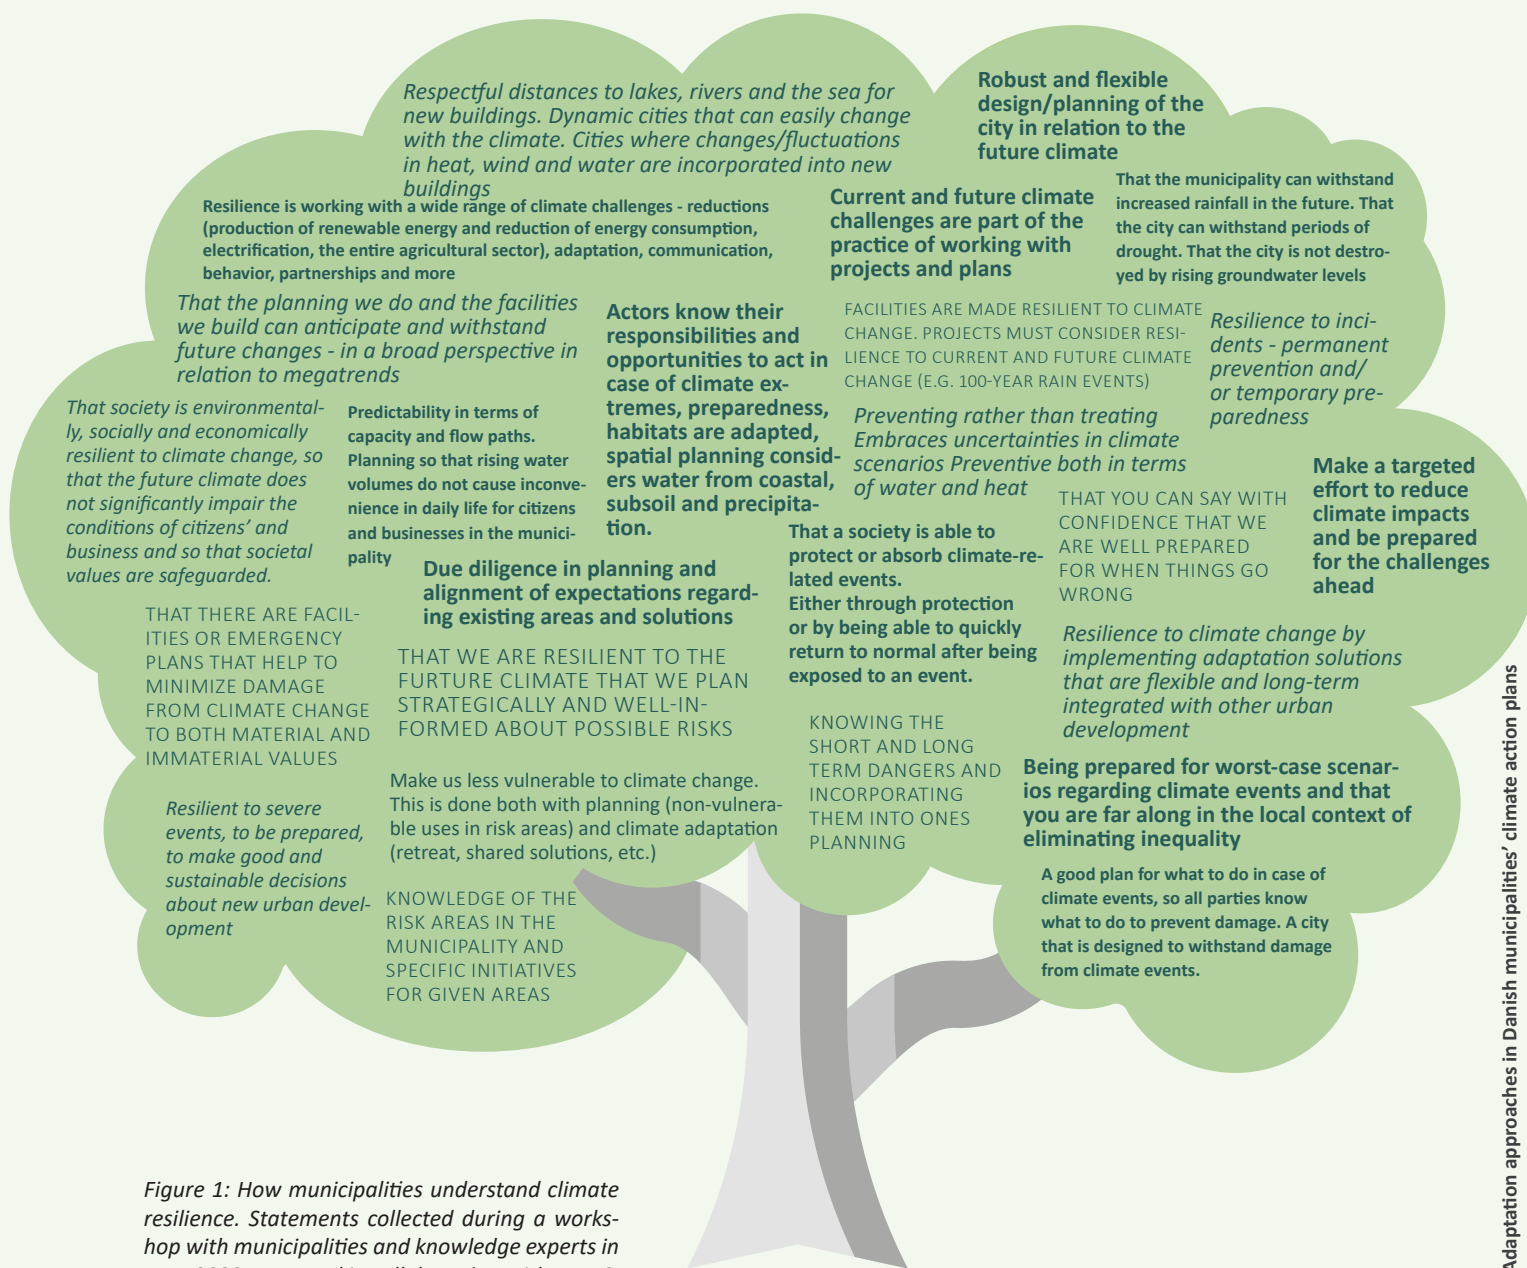 Respectful distances to lakes, rivers and the sea for
new buildings. Dynamic cities that can easily change
with the climate. Cities where changes/fluctuations
in heat, wind and water are incorporated into new
buildings
Robust and flexible
design/planning of the
city in relation to the
future climate
Resilience is working with a wide range of climate challenges - reductions
(production of renewable energy and reduction of energy consumption,
electrification, the entire agricultural sector), adaptation, communication,
behavior, partnerships and more
Current and future climate
challenges are part of the
practice of working with
projects and plans
That the municipality can withstand
increased rainfall in the future. That
the city can withstand periods of
drought. That the city is not destro-
yed by rising groundwater levels
That the planning we do and the facilities
we build can anticipate and withstand
future changes - in a broad perspective in
relation to megatrends
Actors know their
responsibilities and
opportunities to act in
case of climate ex-
tremes, preparedness,
habitats are adapted,
spatial planning consid-
ers water from coastal,
subsoil and precipita-
tion.
FACILITIES ARE MADE RESILIENT TO CLIMATE
CHANGE. PROJECTS MUST CONSIDER RESI-
LIENCE TO CURRENT AND FUTURE CLIMATE
CHANGE (E.G. 100-YEAR RAIN EVENTS)
Resilience to inci-
dents - permanent
prevention and/
or temporary pre-
paredness
That society is environmental-
ly, socially and economically
resilient to climate change, so
that the future climate does
not significantly impair the
conditions of citizens' and
business and so that societal
values are safeguarded.
Predictability in terms of
capacity and flow paths.
Planning so that rising water
volumes do not cause inconve-
nience in daily life for citizens
and businesses in the munici-
pality
Preventing rather than treating
Embraces uncertainties in climate
scenarios Preventive both in terms
of water and heat
Make a targeted
effort to reduce
climate impacts
and be prepared
for the challenges
ahead
THAT YOU CAN SAY WITH
CONFIDENCE THAT WE
ARE WELL PREPARED
FOR WHEN THINGS GO
WRONG
That a society is able to
protect or absorb climate-re-
lated events.
Either through protection
or by being able to quickly
return to normal after being
exposed to an event.
Due diligence in planning and
alignment of expectations regard-
ing existing areas and solutions
THAT THERE ARE FACIL-
ITIES OR EMERGENCY
PLANS THAT HELP TO
MINIMIZE DAMAGE
FROM CLIMATE CHANGE
TO BOTH MATERIAL AND
IMMATERIAL VALUES
THAT WE ARE RESILIENT TO THE
FURTURE CLIMATE THAT WE PLAN
STRATEGICALLY AND WELL-IN-
FORMED ABOUT POSSIBLE RISKS
Resilience to climate change by
implementing adaptation solutions
that are flexible and long-term
integrated with other urban
development
KNOWING THE
SHORT AND LONG
TERM DANGERS AND
INCORPORATING
THEM INTO ONES
PLANNING
Being prepared for worst-case scenar-
ios regarding climate events and that
you are far along in the local context of
eliminating inequality
Make us less vulnerable to climate change.
This is done both with planning (non-vulnera-
ble uses in risk areas) and climate adaptation
(retreat, shared solutions, etc.)
Resilient to severe
events, to be prepared,
to make good and
sustainable decisions
about new urban devel-
opment
KNOWLEDGE OF THE
RISK AREAS IN THE
MUNICIPALITY AND
SPECIFIC INITIATIVES
FOR GIVEN AREAS
A good plan for what to do in case of
climate events, so all parties know
what to do to prevent damage. A city
that is designed to withstand damage
from climate events.
Figure 1: How municipalities understand climate
resilience. Statements collected during a works-
hop with municipalities and knowledge experts in
Adaptation approaches in Danish municipalities' climate action plans